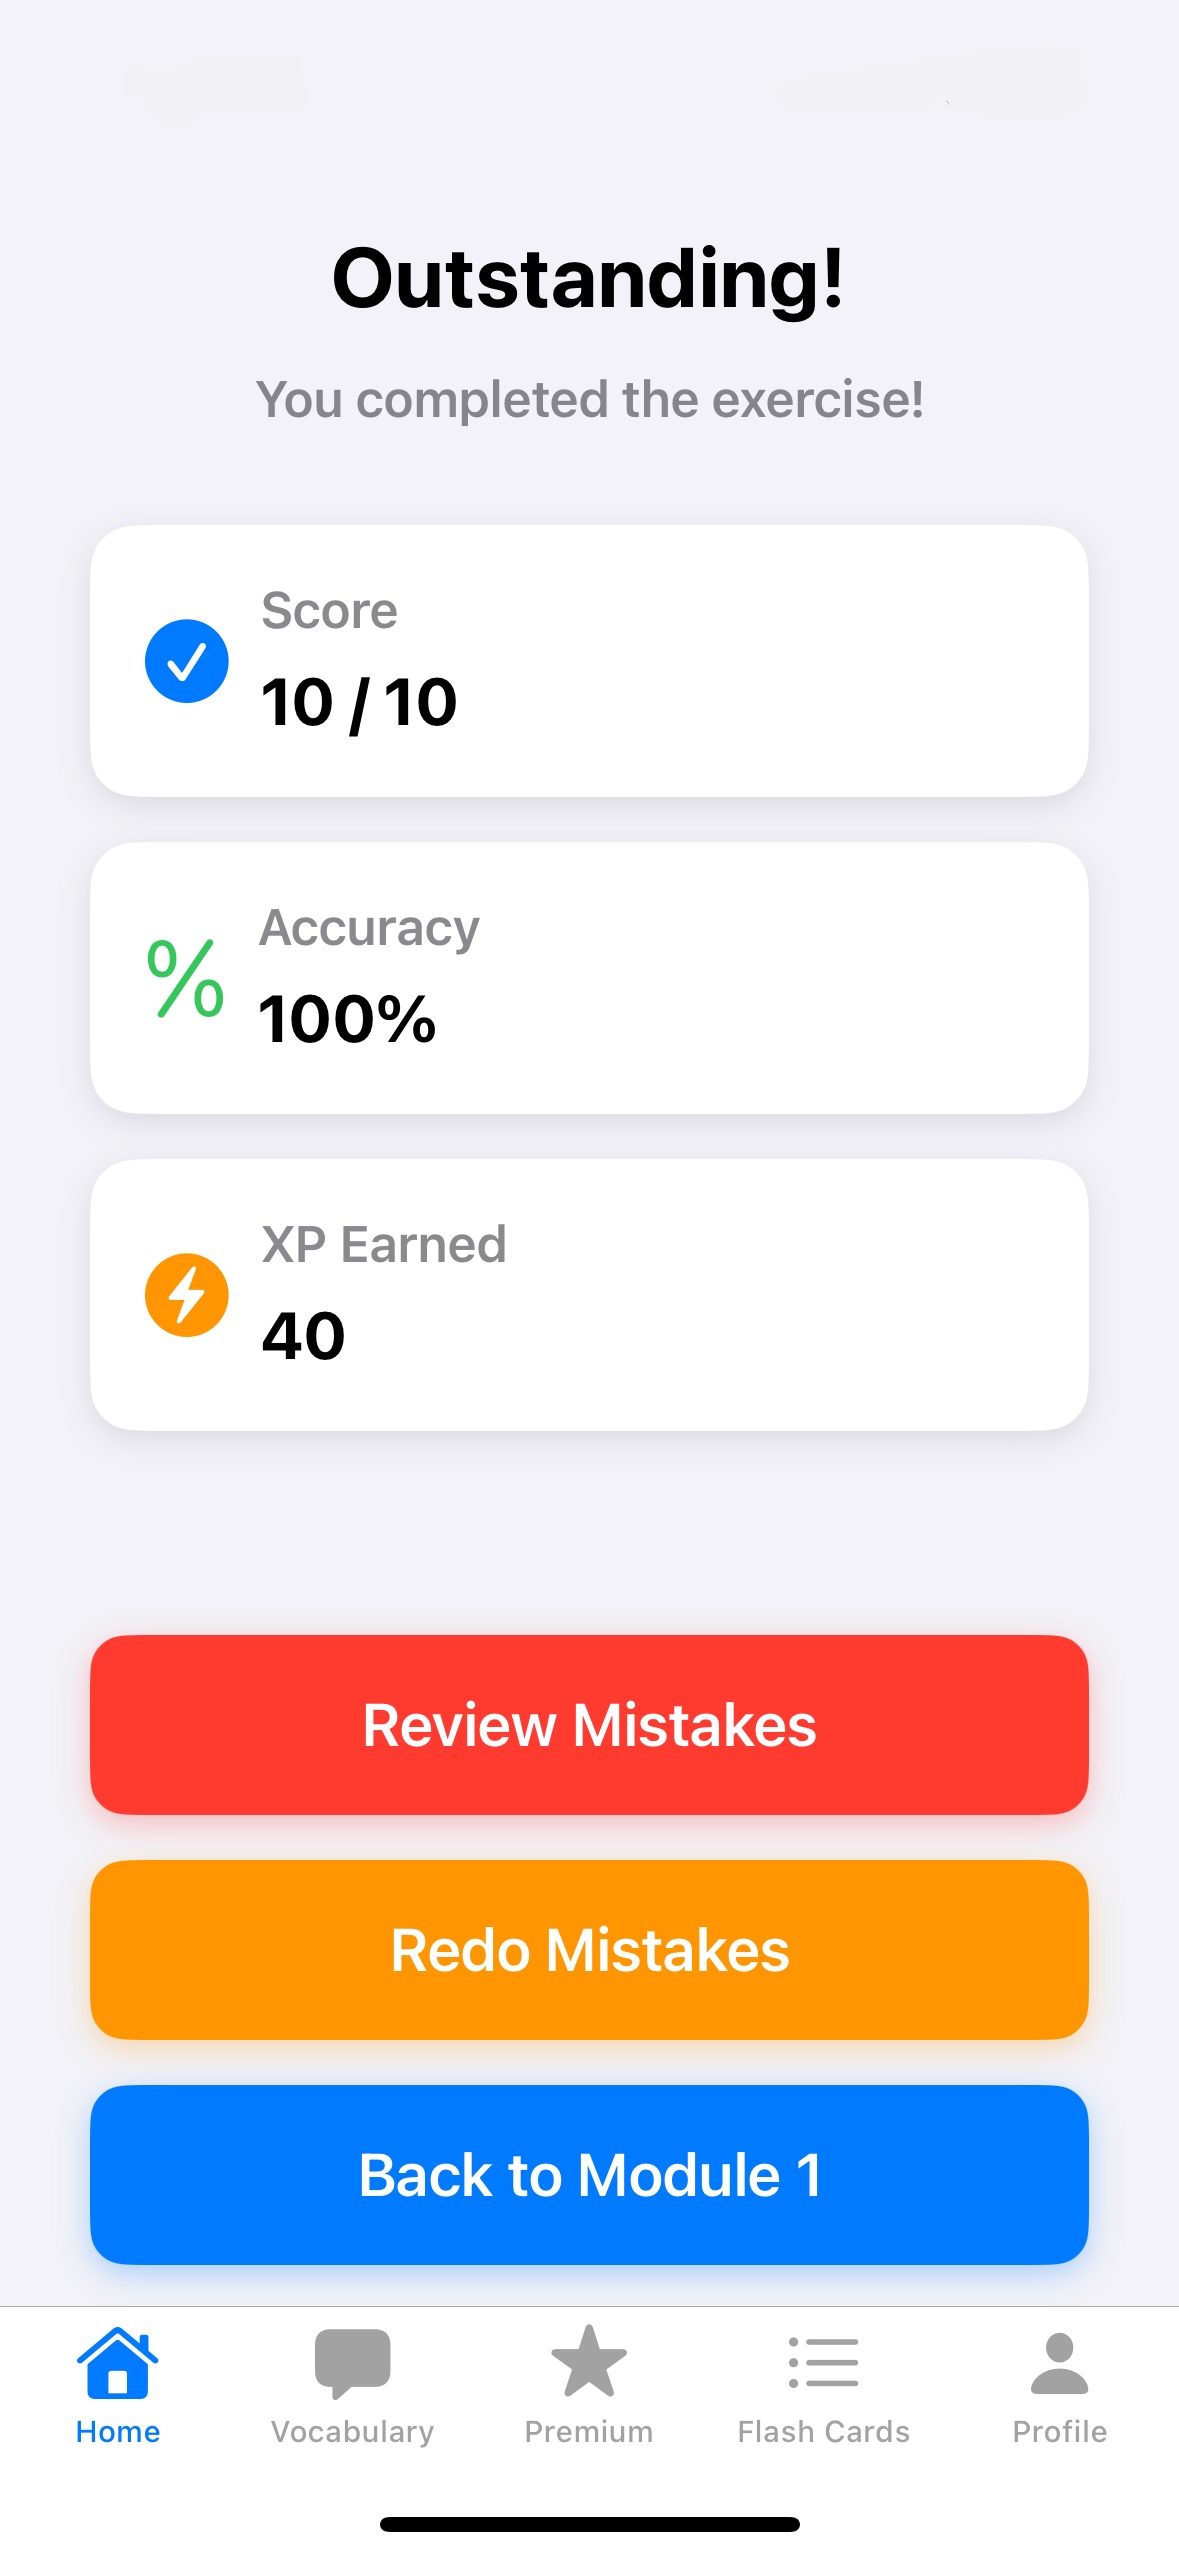 Outstanding!
You completed the exercise!
Score
10 / 10
Accuracy
100%
XP Earned
40
Review Mistakes
Redo Mistakes
Back to Module 1
Home
Vocabulary
Premium
Flash Cards
Profile